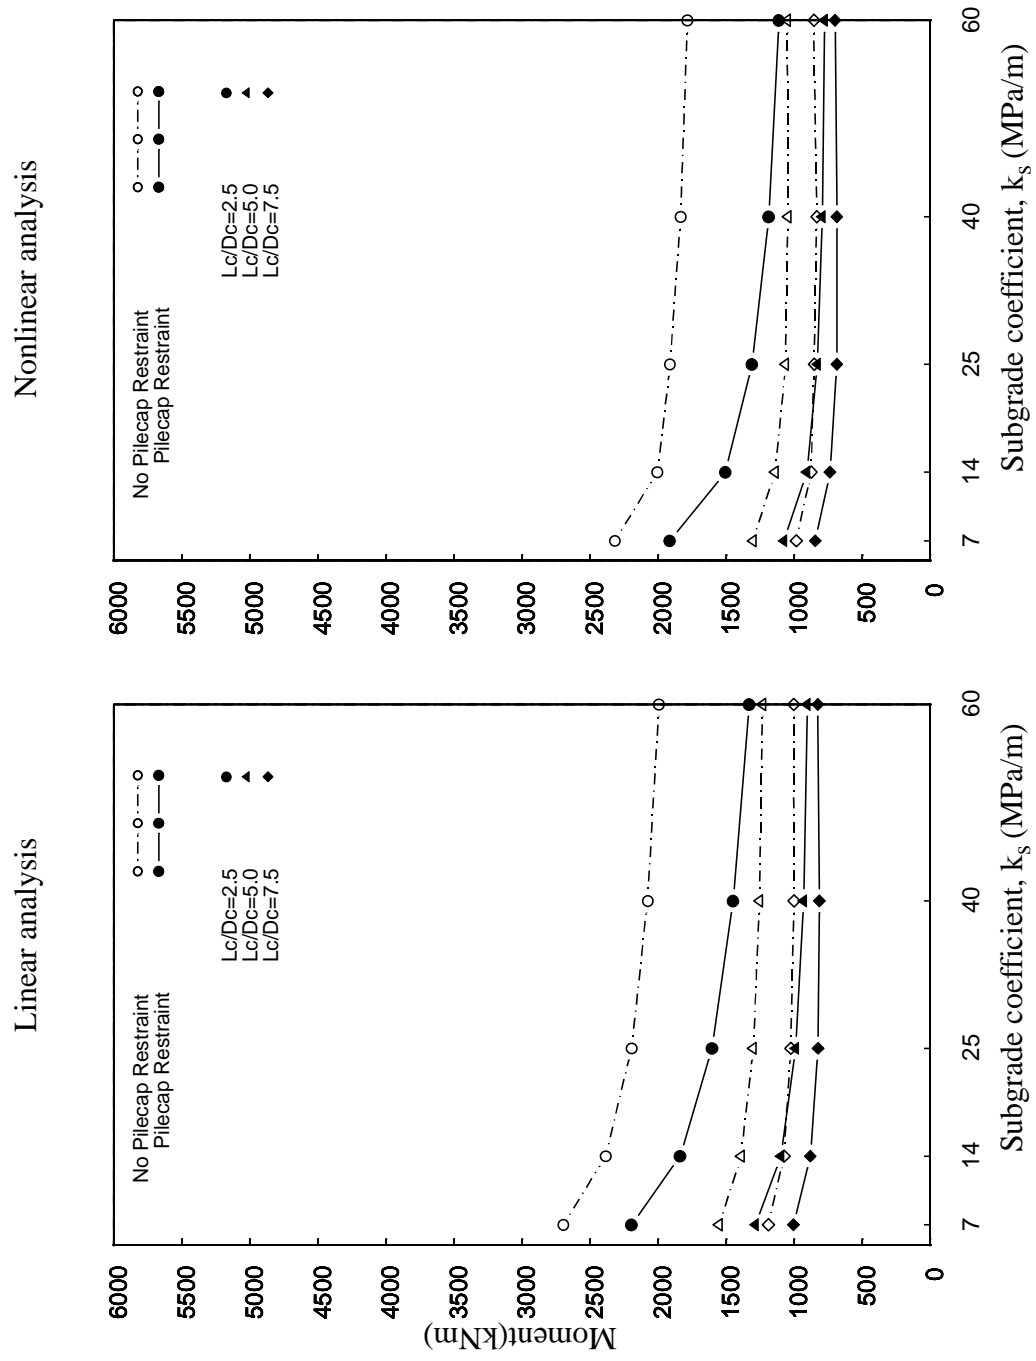 Linear analysis
No Pilecap Restraint
Pilecap Restraint
Lc/Dc=2.5
Lc/Dc=5.0
Lc/Dc=7.5
Moment(kNm)
6000
5500
5000
4500
4000
3500
3000
2500
2000
1500
1000
500
0
7
14
25
40
60
Subgrade coefficient, ks (MPa/m)
Nonlinear analysis
No Pilecap Restraint
Pilecap Restraint
Lc/Dc=2.5
Lc/Dc=5.0
Lc/Dc=7.5
6000
5500
5000
4500
4000
3500
3000
2500
2000
1500
1000
500
0
7
14
25
40
60
Subgrade coefficient, ks (MPa/m)